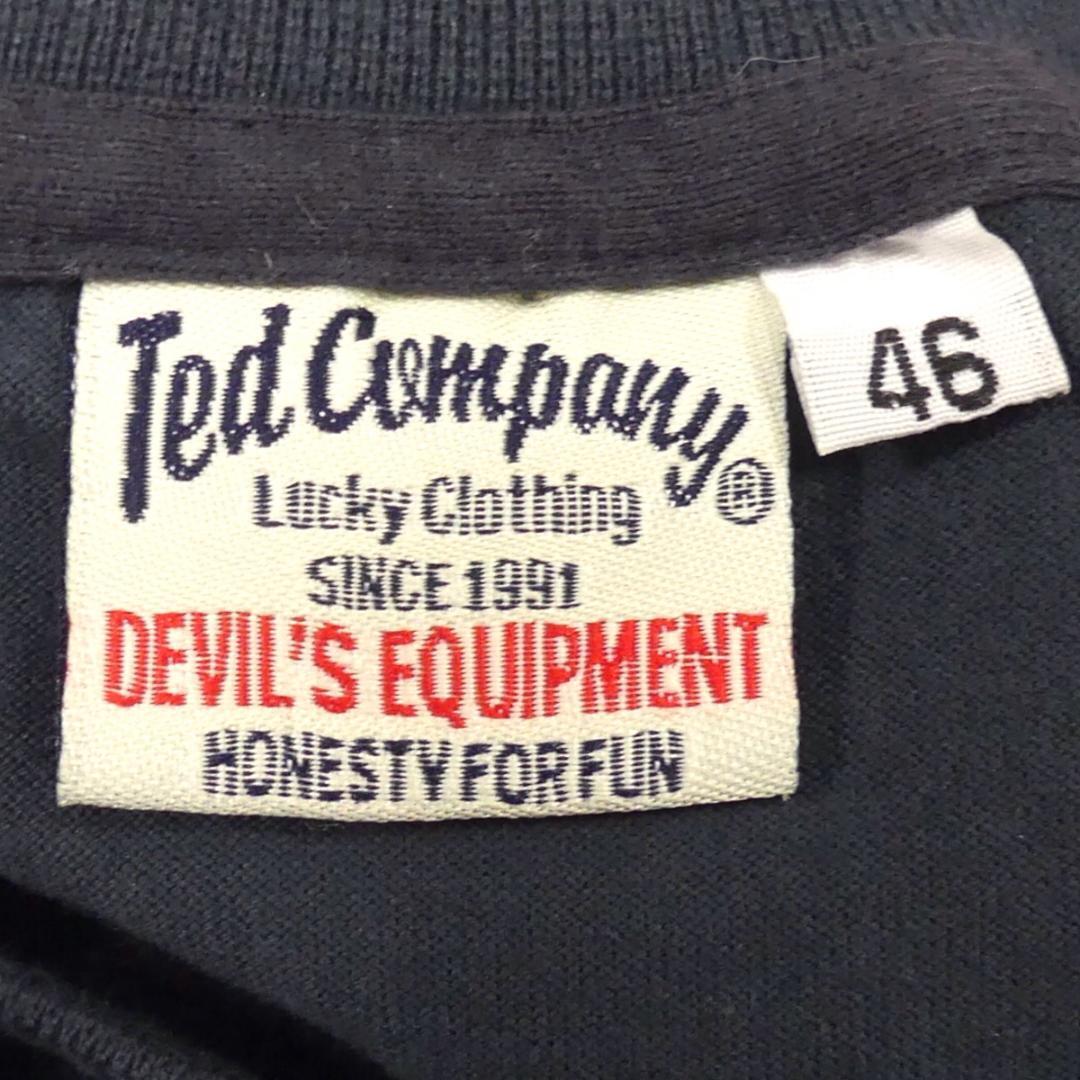 Ted Company®
Lucky Clothing
SINCE 1991
DEVIL'S EQUIPMENT
HONESTY FOR FUN
46